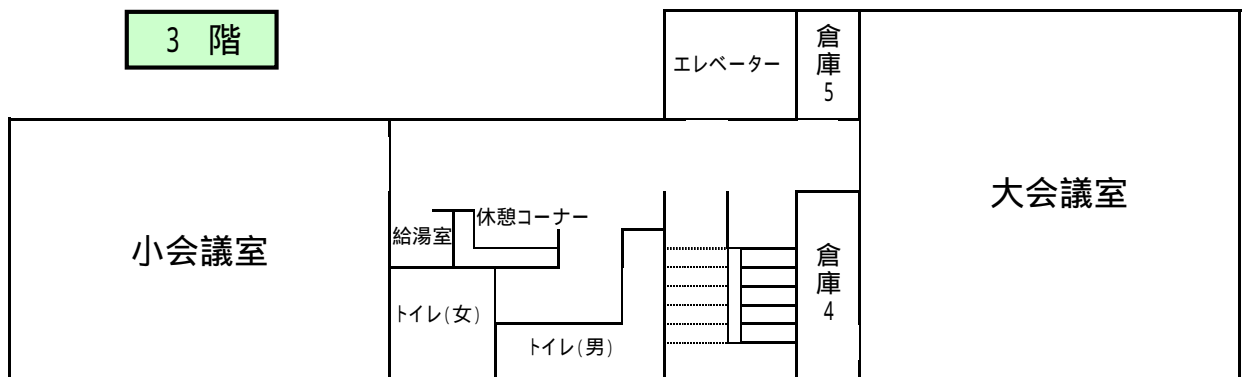 3 階
エレベーター
倉庫5
小会議室
給湯室
休憩コーナー
大会議室
倉庫4
トイレ(女)
トイレ(男)